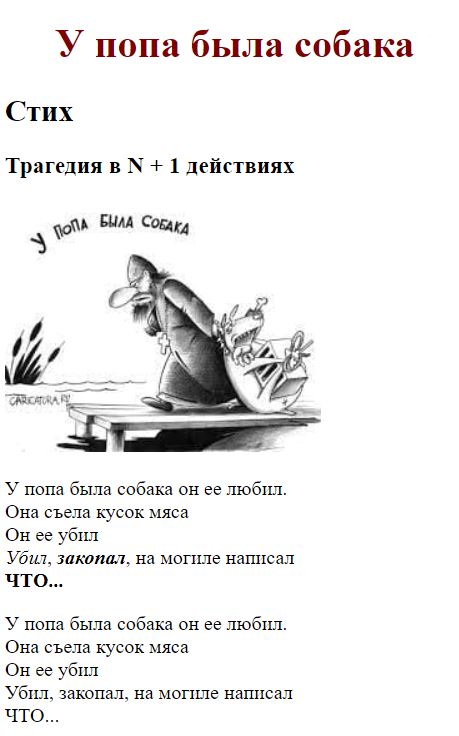 У попа была собака
Стих
Трагедия в N + 1 действиях
У ПОПА БЫЛА СОБАКА
CARICATURA.RU
У попа была собака он ее любил.
Она съела кусок мяса
Он ее убил
Убил, закопал, на могиле написал
ЧТО...
У попа была собака он ее любил.
Она съела кусок мяса
Он ее убил
Убил, закопал, на могиле написал
ЧТО...